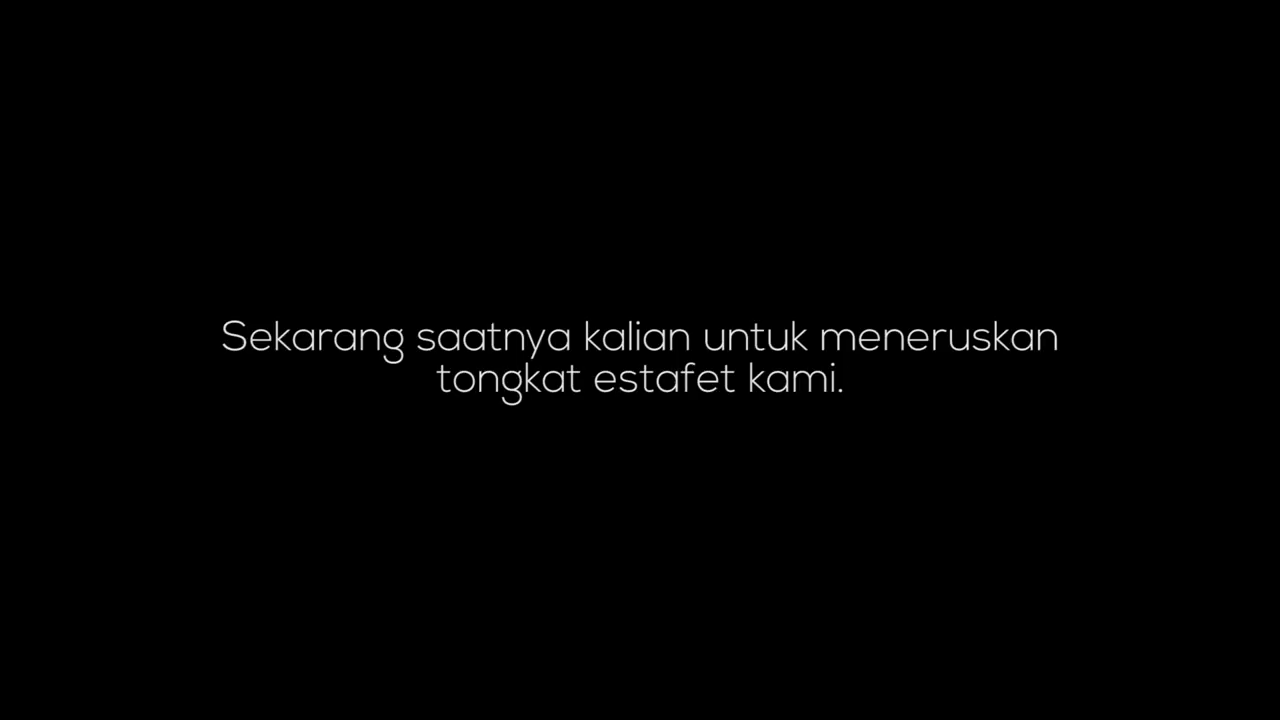 Sekarang saatnya kalian untuk meneruskan
tongkat estafet kami.